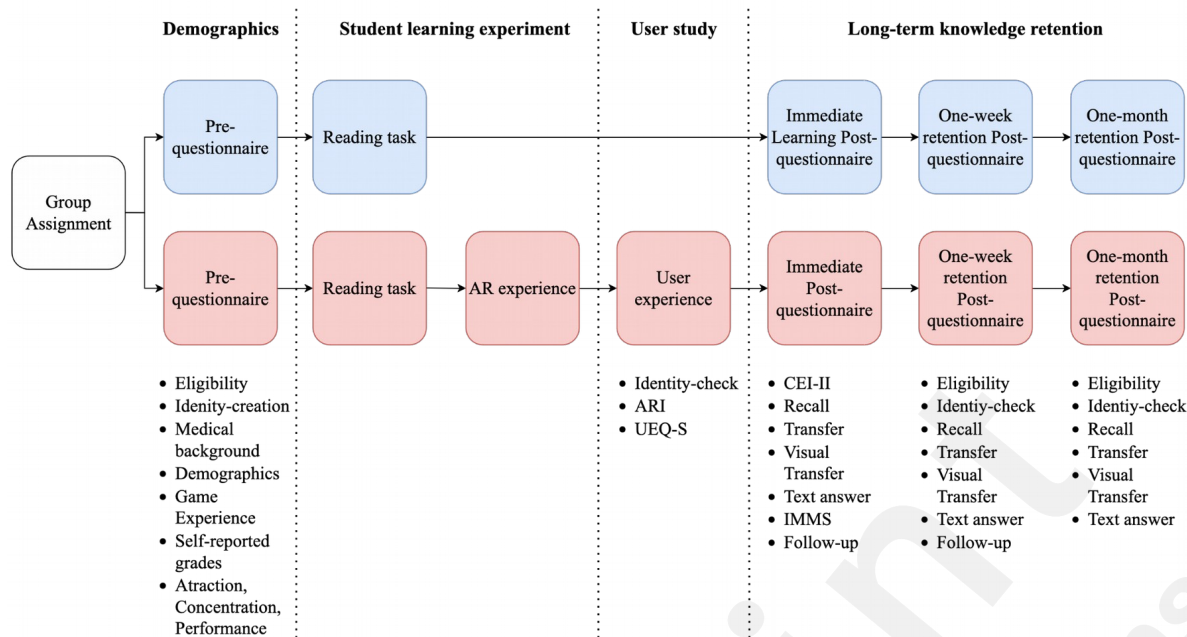 Demographics
Student learning experiment
User study
Long-term knowledge retention
Group
Assignment
Pre-
questionnaire
Reading task
Immediate
Learning Post-
questionnaire
One-week
retention Post-
questionnaire
One-month
retention Post-
questionnaire
Pre-
questionnaire
Reading task
AR experience
User
experience
Immediate
Post-
questionnaire
One-week
retention
Post-
questionnaire
One-month
retention
Post-
questionnaire
• Eligibility
• Idenity-creation
• Medical
background
• Demographics
• Game
Experience
• Self-reported
grades
• Atraction,
Concentration,
Performance
• Identity-check
• ARI
• UEQ-S
• CEI-II
• Recall
• Transfer
• Visual
Transfer
• Text answer
• IMMS
• Follow-up
• Eligibility
• Identiy-check
• Recall
• Transfer
• Visual
Transfer
• Text answer
• Follow-up
• Eligibility
• Identiy-check
• Recall
• Transfer
• Visual
Transfer
• Text answer